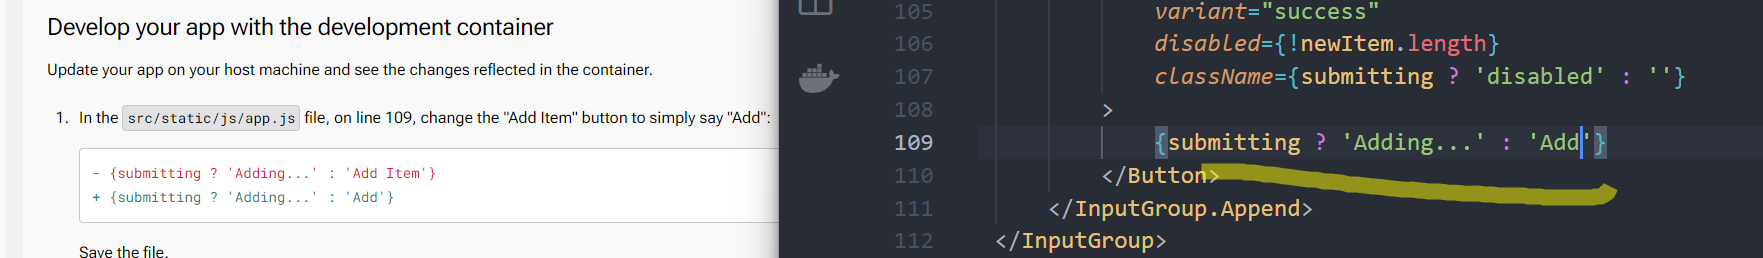 Develop your app with the development container
Update your app on your host machine and see the changes reflected in the container.
1. In the src/static/js/app.js file, on line 109, change the "Add Item" button to simply say "Add":
- {submitting ? 'Adding...' : 'Add Item'}
+ {submitting ? 'Adding...' : 'Add'}
Save the file.
105 variant="success"
106 disabled={!newItem.length}
107 className={submitting ? 'disabled' : ''}
108 >
109 {submitting ? 'Adding...' : 'Add'}
110 </Button>
111 </InputGroup.Append>
112 </InputGroup>